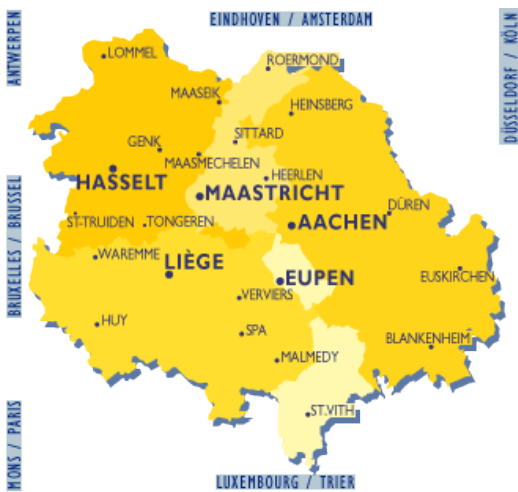 EINDHOVEN / AMSTERDAM
ANTWERPEN
DÜSSELDORF / KÖLN
LOMMEL
ROERMOND
MAASEIK
HEINSBERG
SITTARD
GENK
MAASMECHELEN
HEERLEN
HASSELT
MAASTRICHT
DÜREN
ST-TRUIDEN
TONGEREN
AACHEN
BRUXELLES / BRÜSSEL
WAREMME
LIÈGE
EUPEN
EUSKIRCHEN
VERVIERS
HUY
SPA
BLANKENHEIM
MALMEDY
ST.VITH
MONS / PARIS
LUXEMBOURG / TRIER